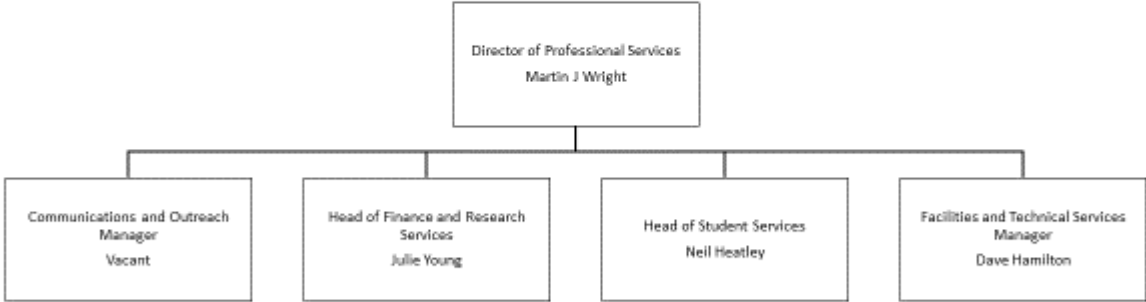 Director of Professional Services
Martin J Wright
Communications and Outreach
Manager
Vacant
Head of Finance and Research
Services
Julie Young
Head of Student Services
Neil Heatley
Facilities and Technical Services
Manager
Dave Hamilton